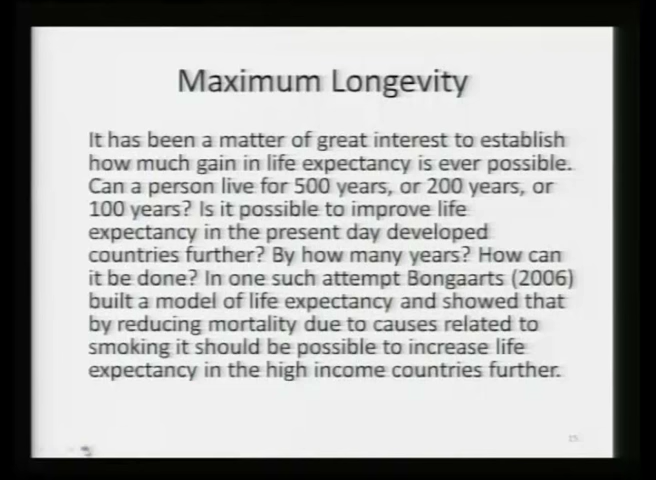 Maximum Longevity
It has been a matter of great interest to establish
how much gain in life expectancy is ever possible.
Can a person live for 500 years, or 200 years, or
100 years? Is it possible to improve life
expectancy in the present day developed
countries further? By how many years? How can
it be done? In one such attempt Bongaarts (2006)
built a model of life expectancy and showed that
by reducing mortality due to causes related to
smoking it should be possible to increase life
expectancy in the high income countries further.